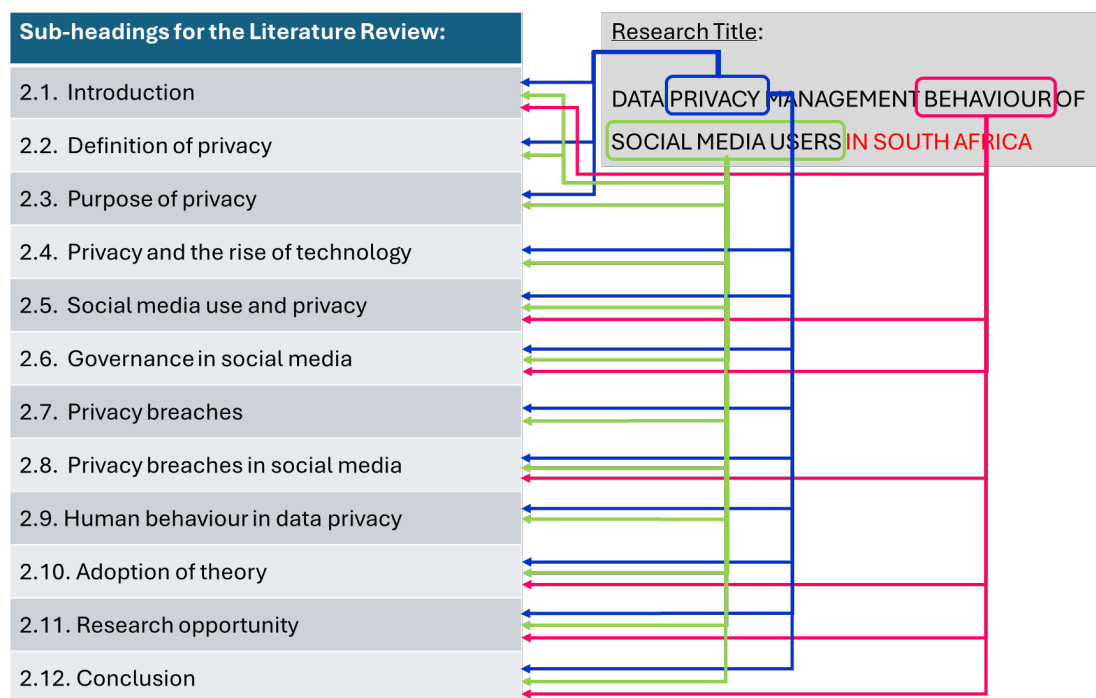 Sub-headings for the Literature Review:
2.1. Introduction
2.2. Definition of privacy
2.3. Purpose of privacy
2.4. Privacy and the rise of technology
2.5. Social media use and privacy
2.6. Governance in social media
2.7. Privacy breaches
2.8. Privacy breaches in social media
2.9. Human behaviour in data privacy
2.10. Adoption of theory
2.11. Research opportunity
2.12. Conclusion
Research Title:
DATA PRIVACY MANAGEMENT BEHAVIOUR OF
SOCIAL MEDIA USERS IN SOUTH AFRICA